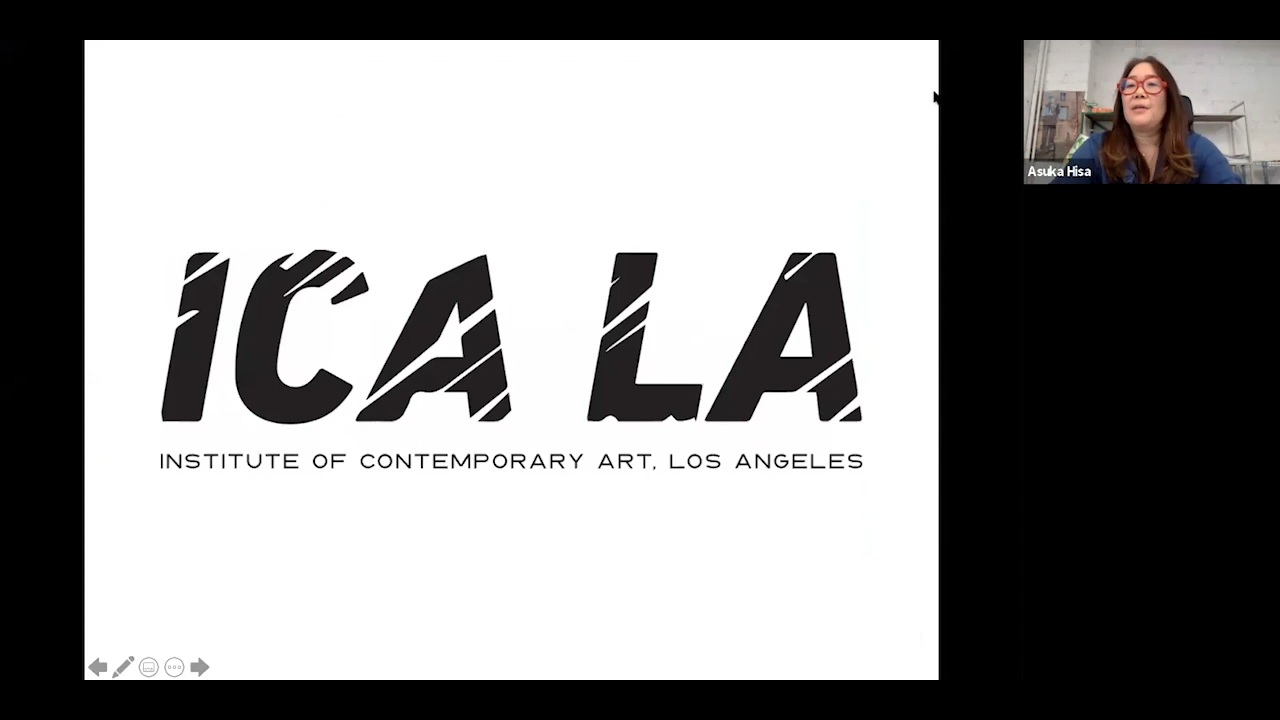 ICA LA
INSTITUTE OF CONTEMPORARY ART, LOS ANGELES
Asuka Hisa